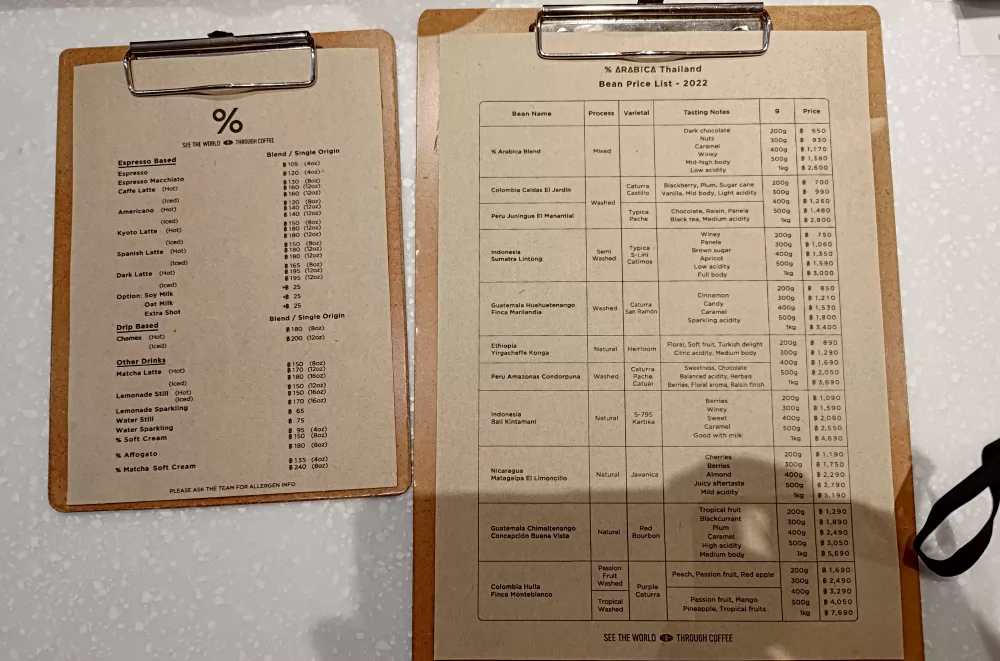 %
SEE THE WORLD THROUGH COFFEE
Espresso Based Blend / Single Origin
Espresso ฿105 (4oz)
Espresso Macchiato ฿120 (4oz)
Caffe Latte (Hot) ฿130 (8oz)
฿160 (12oz)
(Iced) ฿160 (12oz)
Americano (Hot) ฿120 (8oz)
฿140 (12oz)
(Iced) ฿140 (12oz)
Kyoto Latte (Hot) ฿150 (8oz)
฿180 (12oz)
(Iced) ฿180 (12oz)
Spanish Latte (Hot) ฿150 (8oz)
฿180 (12oz)
(Iced) ฿180 (12oz)
Dark Latte (Hot) ฿165 (8oz)
฿195 (12oz)
(Iced) ฿195 (12oz)
Option: Soy Milk +฿ 25
Oat Milk +฿ 25
Extra Shot +฿ 25
Drip Based Blend / Single Origin
Chemex (Hot) ฿180 (8oz)
(Iced) ฿200 (12oz)
Other Drinks
Matcha Latte (Hot) ฿150 (8oz)
฿170 (12oz)
(Iced) ฿180 (16oz)
Lemonade Still (Hot) ฿150 (12oz)
(Iced) ฿150 (16oz)
Lemonade Sparkling ฿170 (16oz)
Water Still ฿ 65
Water Sparkling ฿ 75
% Soft Cream ฿ 95 (4oz)
฿150 (8oz)
% Affogato ฿180 (8oz)
% Matcha Soft Cream ฿135 (4oz)
฿240 (8oz)
PLEASE ASK THE TEAM FOR ALLERGEN INFO
% ARABICA Thailand
Bean Price List - 2022
Bean Name Process Varietal Tasting Notes g Price
% Arabica Blend Mixed
Dark chocolate
Nuts
Caramel
Winey
Mid-high body
Low acidity
200g ฿ 650
300g ฿ 930
400g ฿ 1,170
500g ฿ 1,380
1kg ฿ 2,600
Colombia Caldas El Jardin
Washed
Caturra
Castillo
Blackberry, Plum, Sugar cane
Vanilla, Mid body, Light acidity
Peru Juningue El Manantial
Typica
Pache
Chocolate, Raisin, Panela
Black tea, Medium acidity
200g ฿ 700
300g ฿ 990
400g ฿ 1,260
500g ฿ 1,480
1kg ฿ 2,800
Indonesia
Sumatra Lintong
Semi
Washed
Typica
S-Lini
Catimos
Winey
Panela
Brown sugar
Apricot
Low acidity
Full body
200g ฿ 750
300g ฿ 1,060
400g ฿ 1,350
500g ฿ 1,590
1kg ฿ 3,000
Guatemala Huehuetenango
Finca Marilandia
Washed
Caturra
San Ramón
Cinnamon
Candy
Caramel
Sparkling acidity
200g ฿ 850
300g ฿ 1,210
400g ฿ 1,530
500g ฿ 1,800
1kg ฿ 3,400
Ethiopia
Yirgacheffe Konga
Natural
Heirloom
Floral, Soft fruit, Turkish delight
Citric acidity, Medium body
Peru Amazonas Condorpuna
Washed
Caturra
Pache
Catuai
Sweetness, Chocolate
Balanced acidity, Herbals
Berries, Floral aroma, Raisin finish
200g ฿ 890
300g ฿ 1,290
400g ฿ 1,690
500g ฿ 2,050
1kg ฿ 3,690
Indonesia
Bali Kintamani
Natural
S-795
Kartika
Berries
Winey
Sweet
Caramel
Good with milk
200g ฿ 1,090
300g ฿ 1,590
400g ฿ 2,090
500g ฿ 2,550
1kg ฿ 4,690
Nicaragua
Matagalpa El Limoncillo
Natural
Javanica
Cherries
Berries
Almond
Juicy aftertaste
Mild acidity
200g ฿ 1,190
300g ฿ 1,750
400g ฿ 2,290
500g ฿ 2,790
1kg ฿ 5,190
Guatemala Chimaltenango
Concepción Buena Vista
Natural
Red
Bourbon
Tropical fruit
Blackcurrant
Plum
Caramel
High acidity
Medium body
200g ฿ 1,290
300g ฿ 1,890
400g ฿ 2,490
500g ฿ 3,050
1kg ฿ 5,690
Colombia Huila
Finca Monteblanco
Passion
Fruit
Washed
Tropical
Washed
Purple
Caturra
Peach, Passion fruit, Red apple
Passion fruit, Mango
Pineapple, Tropical fruits
200g ฿ 1,690
300g ฿ 2,490
400g ฿ 3,290
500g ฿ 4,050
1kg ฿ 7,690
SEE THE WORLD THROUGH COFFEE